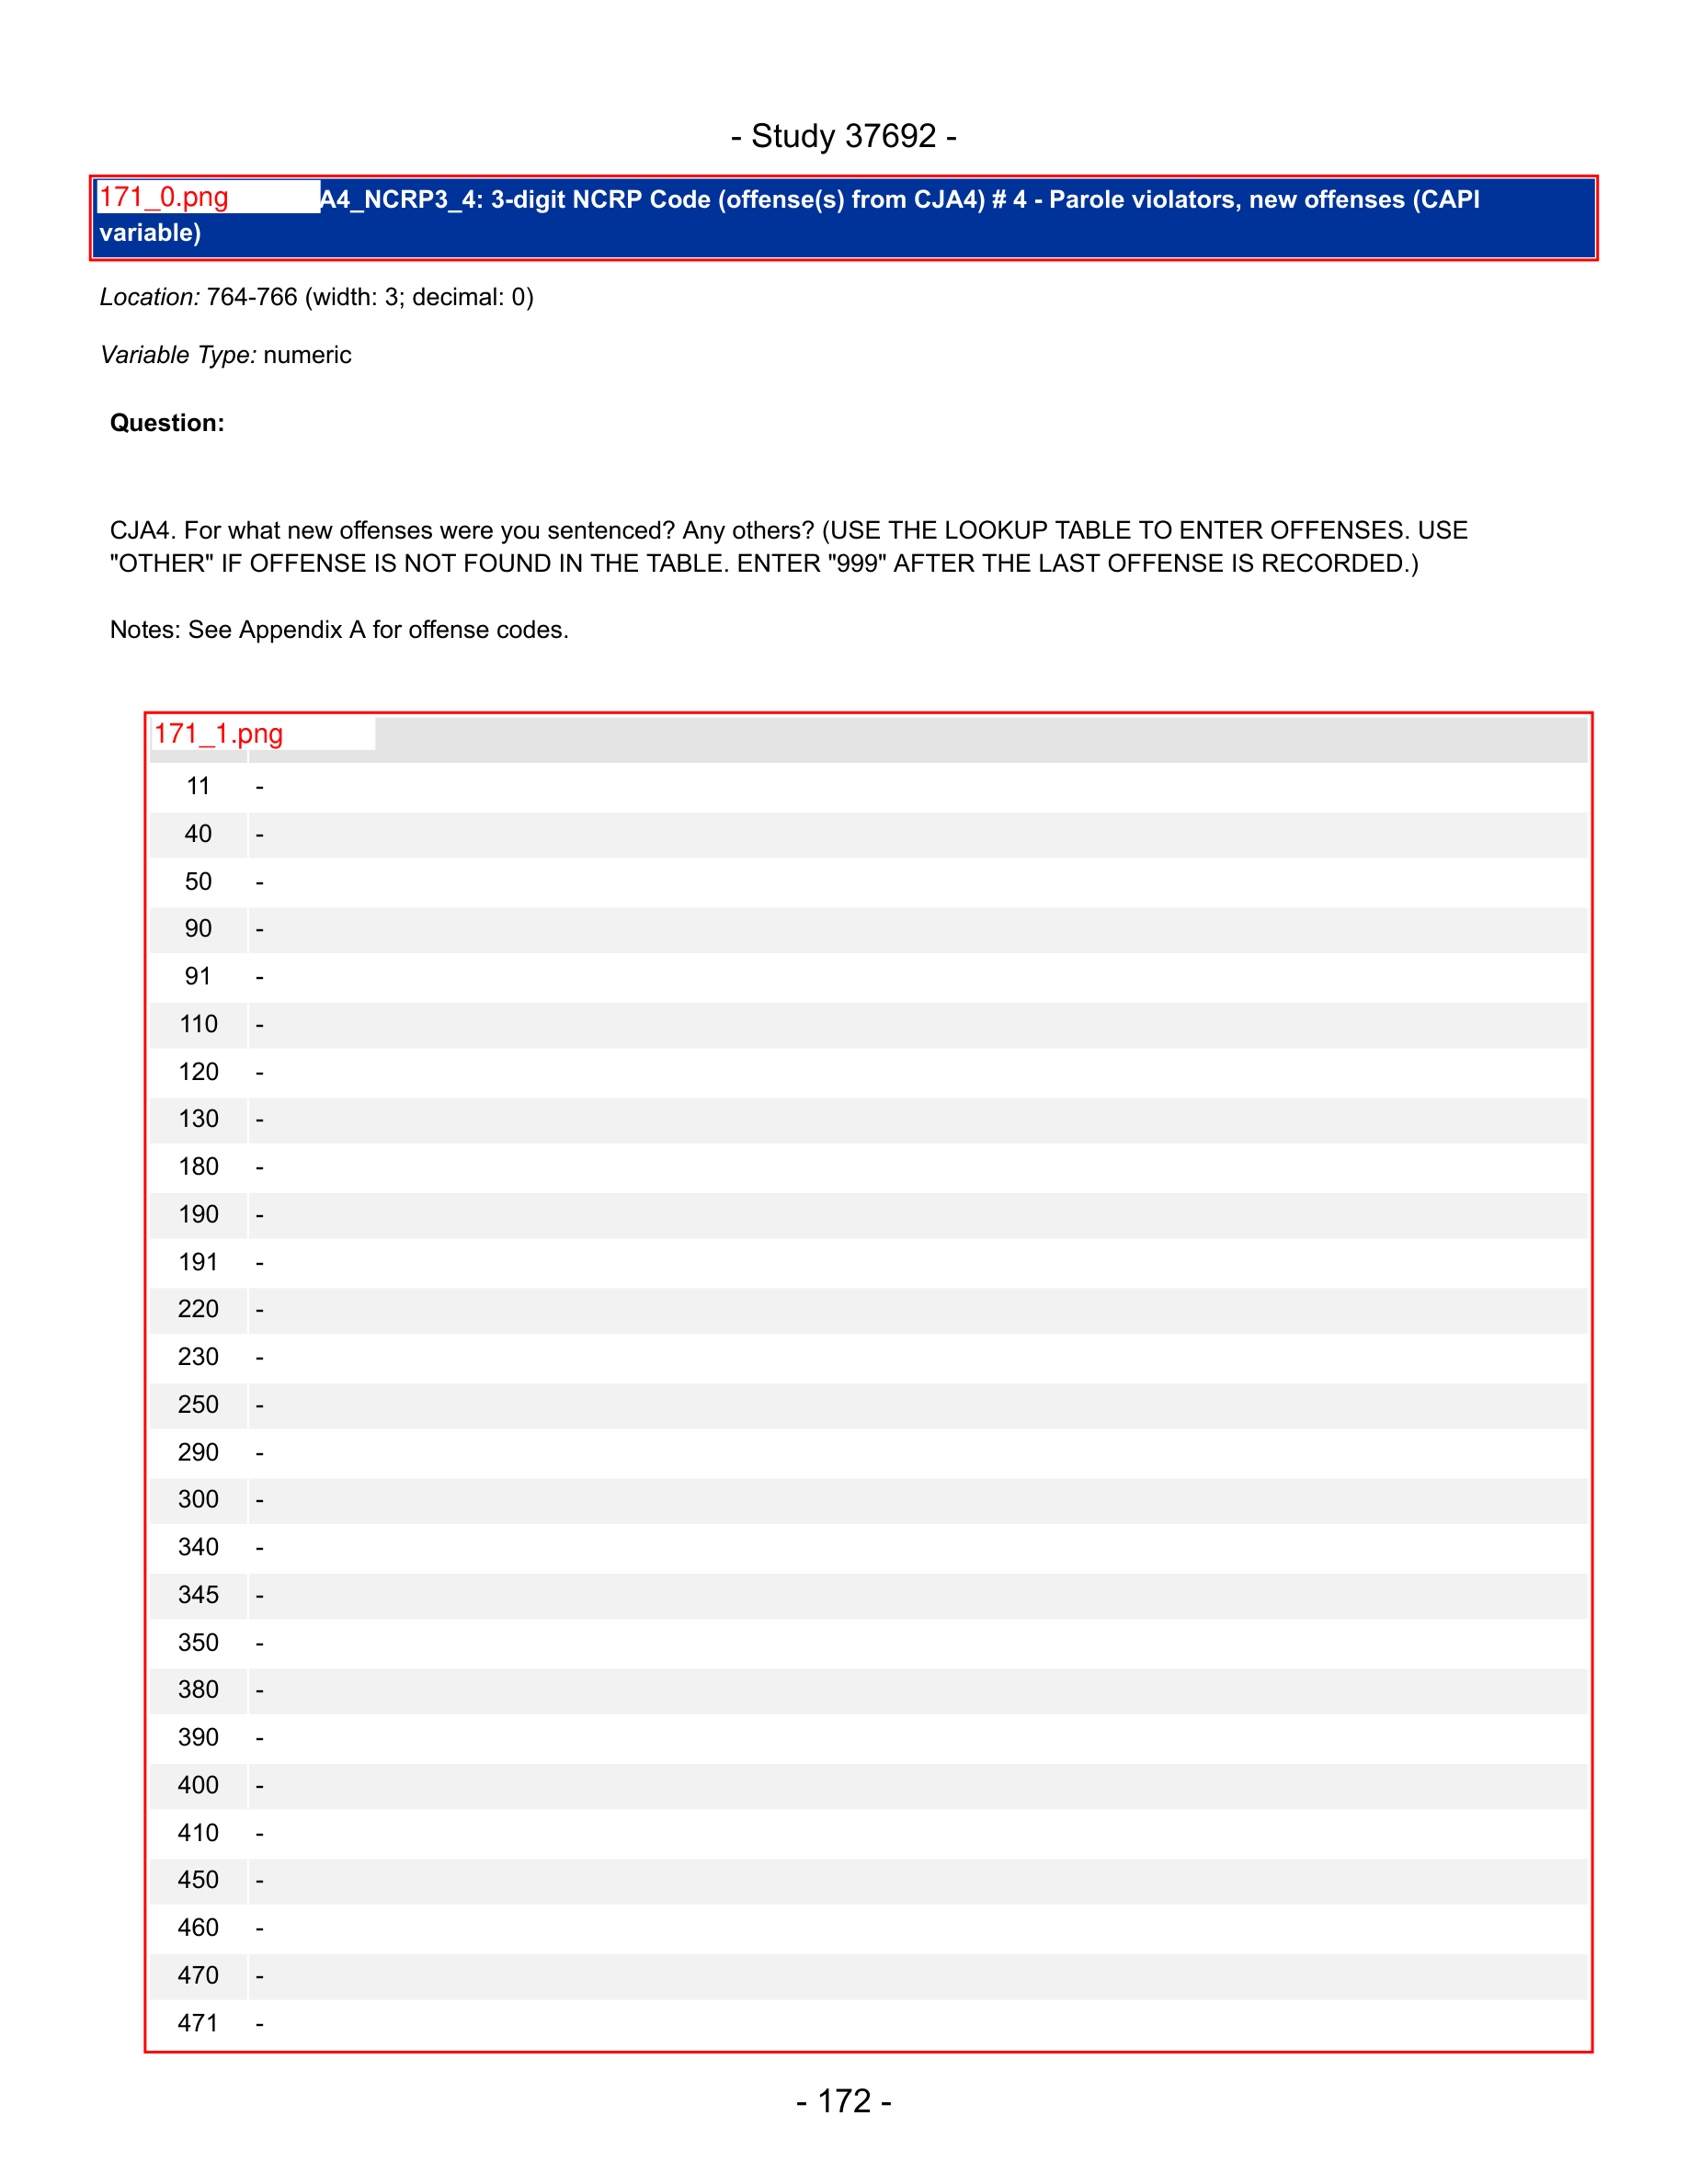 - Study 37692 -
171_0.png A4_NCRP3_4: 3-digit NCRP Code (offense(s) from CJA4) # 4 - Parole violators, new offenses (CAPI
variable)
Location: 764-766 (width: 3; decimal: 0)
Variable Type: numeric
Question:
CJA4. For what new offenses were you sentenced? Any others? (USE THE LOOKUP TABLE TO ENTER OFFENSES. USE
"OTHER" IF OFFENSE IS NOT FOUND IN THE TABLE. ENTER "999" AFTER THE LAST OFFENSE IS RECORDED.)
Notes: See Appendix A for offense codes.
171_1.png
11 -
40 -
50 -
90 -
91 -
110 -
120 -
130 -
180 -
190 -
191 -
220 -
230 -
250 -
290 -
300 -
340 -
345 -
350 -
380 -
390 -
400 -
410 -
450 -
460 -
470 -
471 -
- 172 -